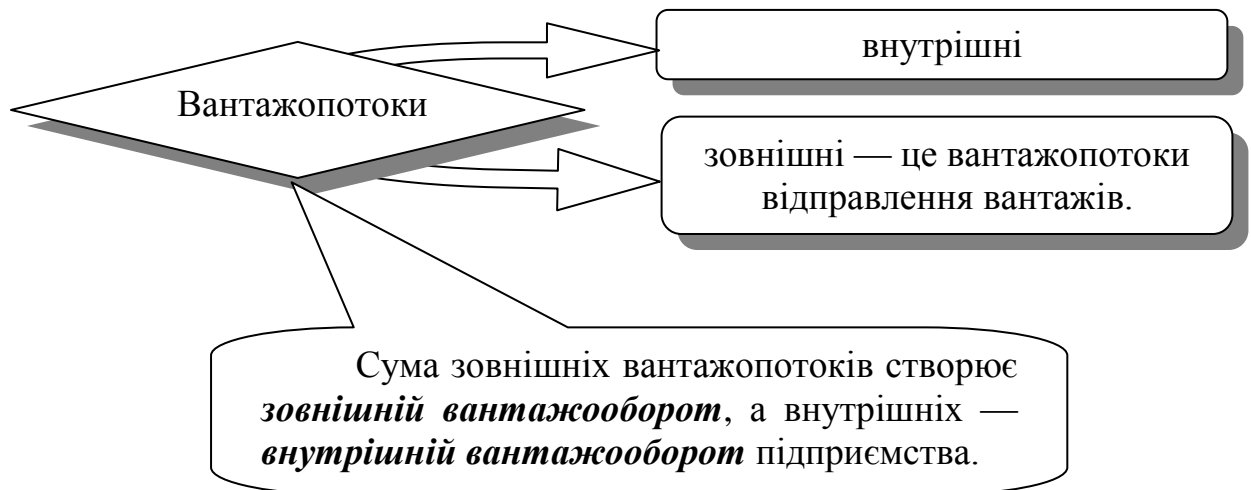 внутрішні
Вантажопотоки
зовнішні — це вантажопотоки
відправлення вантажів.
Сума зовнішніх вантажопотоків створює
зовнішній вантажооборот, а внутрішніх —
внутрішній вантажооборот підприємства.